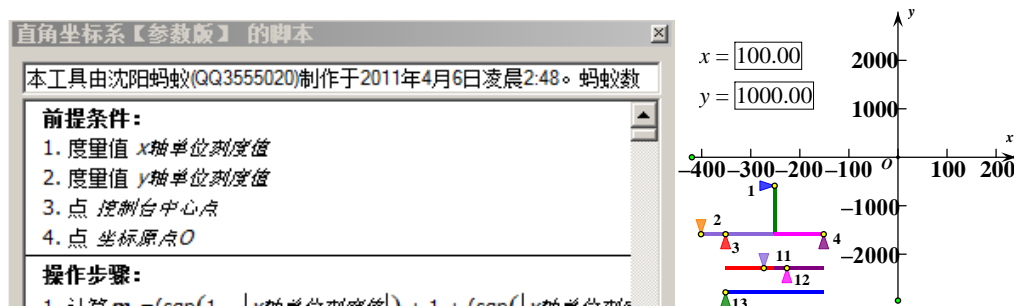 直角坐标系【参数版】 的脚本
本工具由沈阳蚂蚁(QQ3555020)制作于2011年4月6日凌晨2:48。蚂蚁数
前提条件:
1. 度量值 x轴单位刻度值
2. 度量值 y轴单位刻度值
3. 点 控制台中心点
4. 点 坐标原点O
操作步骤:
x = 100.00
y = 1000.00
y
2000
1000
x
-400 -300 -200 -100 O 100 200
-1000
-2000
1
2
3
4
11
12
13